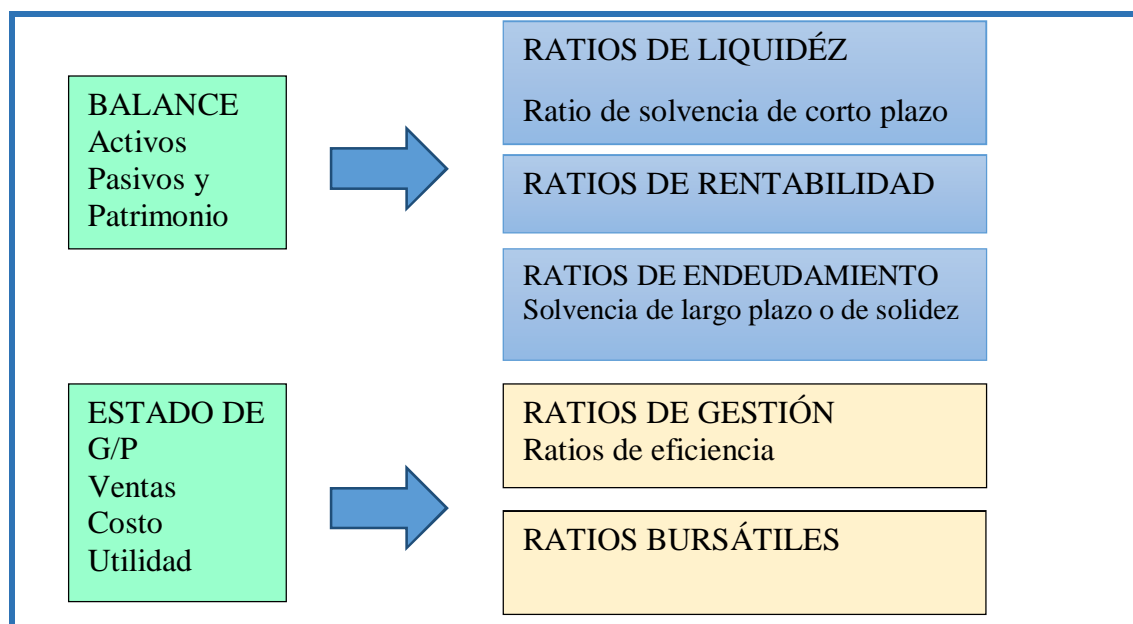 BALANCE
Activos
Pasivos y
Patrimonio
RATIOS DE LIQUIDÉZ
Ratio de solvencia de corto plazo
RATIOS DE RENTABILIDAD
RATIOS DE ENDEUDAMIENTO
Solvencia de largo plazo o de solidez
ESTADO DE
G/P
Ventas
Costo
Utilidad
RATIOS DE GESTIÓN
Ratios de eficiencia
RATIOS BURSÁTILES